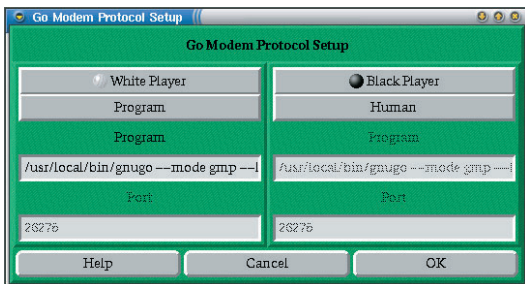 Go Modem Protocol Setup
Go Modem Protocol Setup
White Player
Black Player
Program
Human
Program
Program
/usr/local/bin/gnugo --mode gmp --l
/usr/local/bin/gnugo --mode gmp --l
Port
Port
26276
26276
Help
Cancel
OK